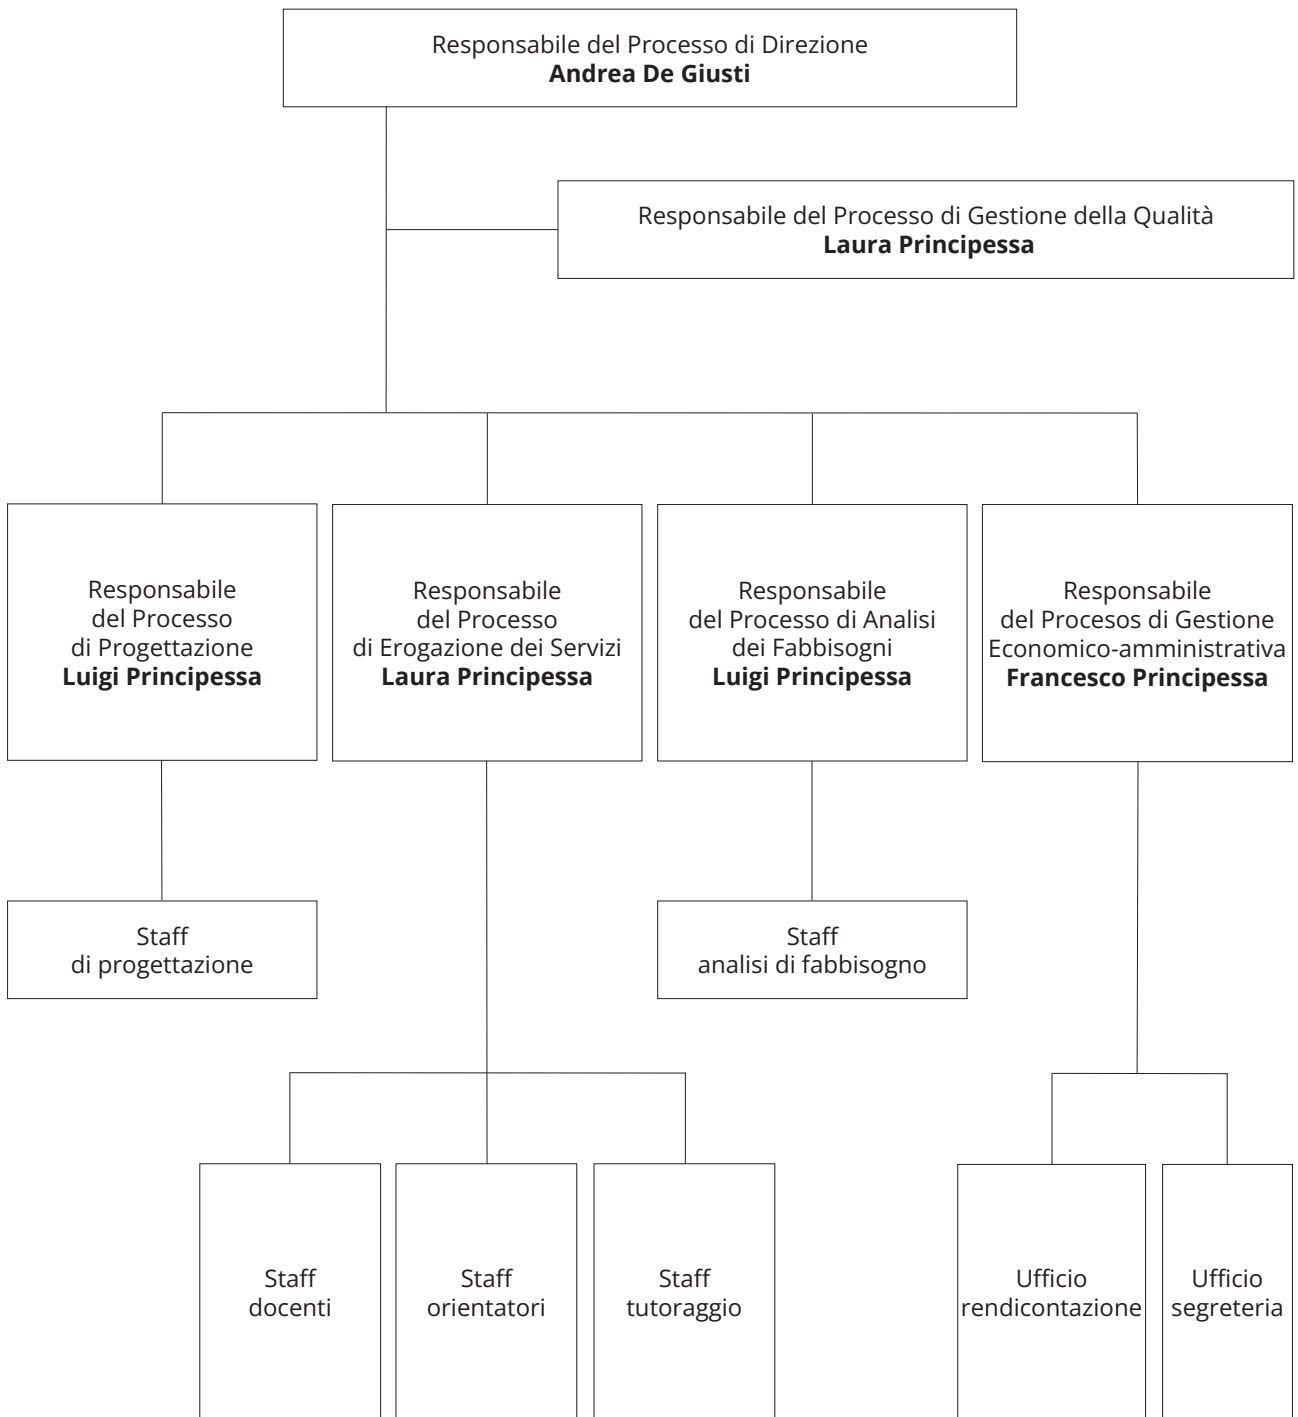 Responsabile del Processo di Direzione
Andrea De Giusti
Responsabile del Processo di Gestione della Qualità
Laura Principessa
Responsabile
del Processo
di Progettazione
Luigi Principessa
Responsabile
del Processo
di Erogazione dei Servizi
Laura Principessa
Responsabile
del Processo di Analisi
dei Fabbisogni
Luigi Principessa
Responsabile
del Procesos di Gestione
Economico-amministrativa
Francesco Principessa
Staff
di progettazione
Staff
analisi di fabbisogno
Staff
docenti
Staff
orientatori
Staff
tutoraggio
Ufficio
rendicontazione
Ufficio
segreteria